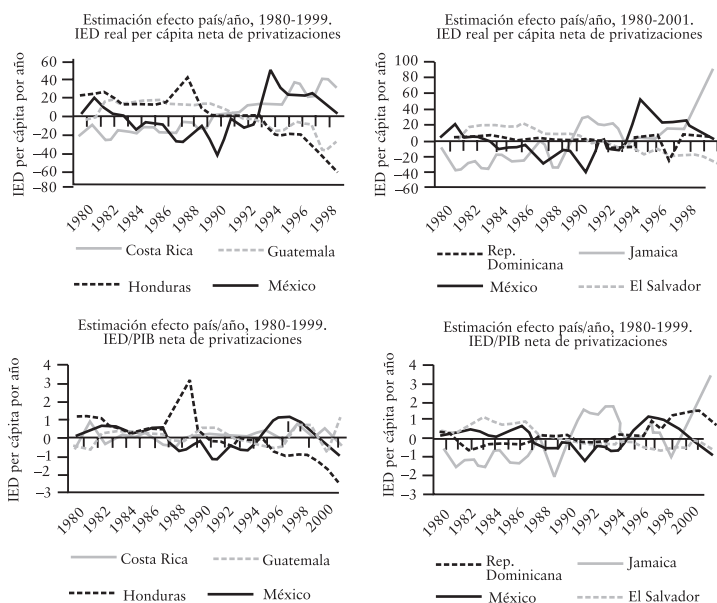 Estimación efecto país/año, 1980-1999.
IED real per cápita neta de privatizaciones
IED per cápita por año
60
40
20
0
−20
−40
−60
−80
1980
1982
1984
1986
1988
1990
1992
1994
1996
1998
Costa Rica
Guatemala
Honduras
México
Estimación efecto país/año, 1980-2001.
IED real per cápita neta de privatizaciones
IED per cápita por año
100
80
60
40
20
0
−20
−40
−60
1980
1982
1984
1986
1988
1990
1992
1994
1996
1998
Rep.
Dominicana
Jamaica
México
El Salvador
Estimación efecto país/año, 1980-1999.
IED/PIB neta de privatizaciones
IED per cápita por año
4
3
2
1
0
−1
−2
−3
1980
1982
1984
1986
1988
1990
1992
1994
1996
1998
2000
Costa Rica
Guatemala
Honduras
México
Estimación efecto país/año, 1980-1999.
IED/PIB neta de privatizaciones
IED per cápita por año
4
3
2
1
0
−1
−2
−3
1980
1982
1984
1986
1988
1990
1992
1994
1996
1998
2000
Rep.
Dominicana
Jamaica
México
El Salvador